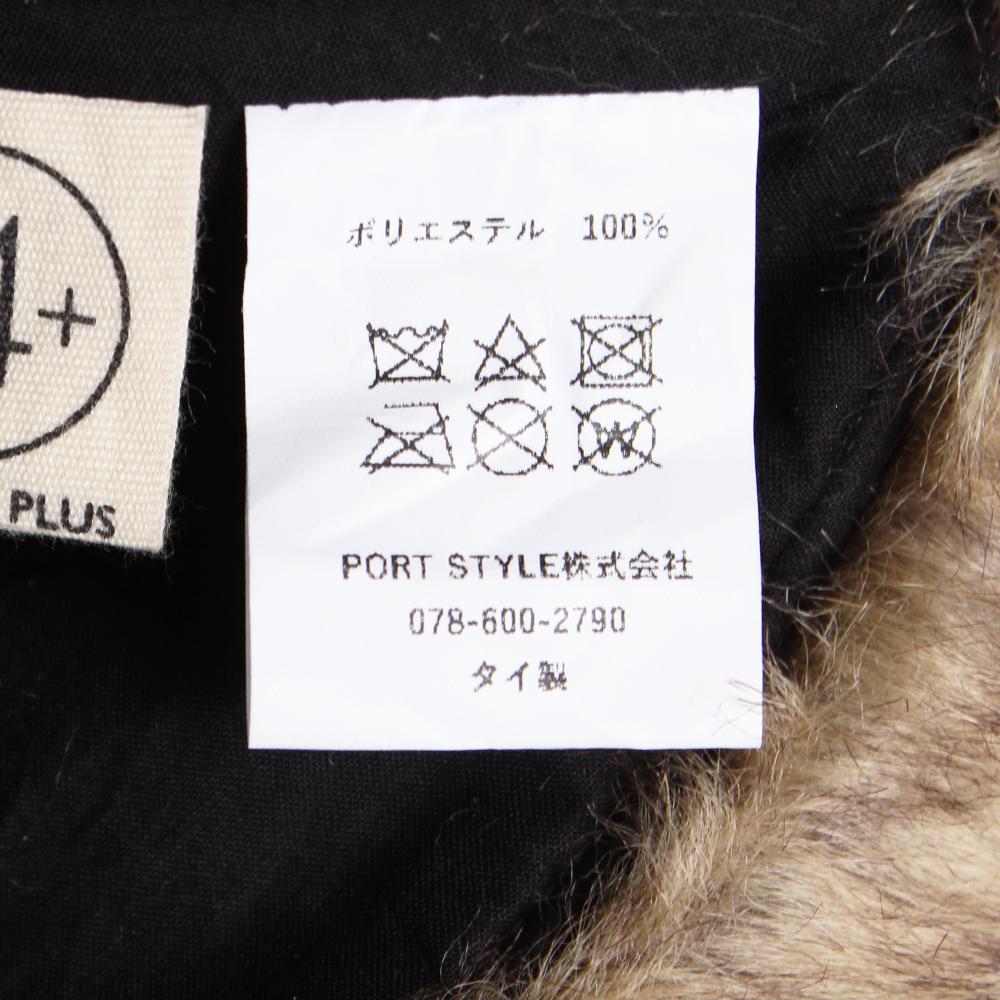 4+
PLUS
ポリエステル 100%
W
PORT STYLE株式会社
078-600-2790
タイ製